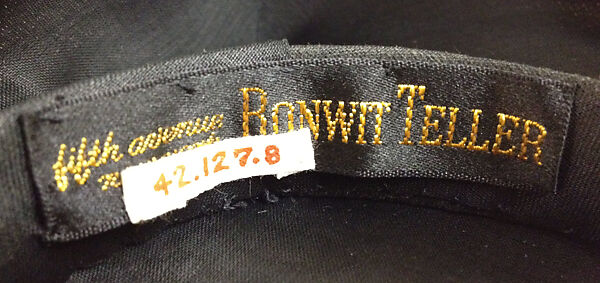 fifth avenue
BONWIT TELLER
42.127.8